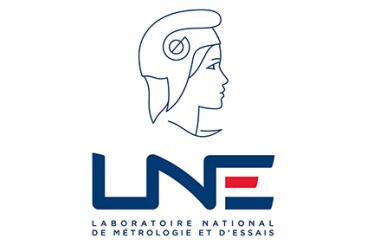 LNE
LABORATOIRE NATIONAL
DE MÉTROLOGIE ET D'ESSAIS